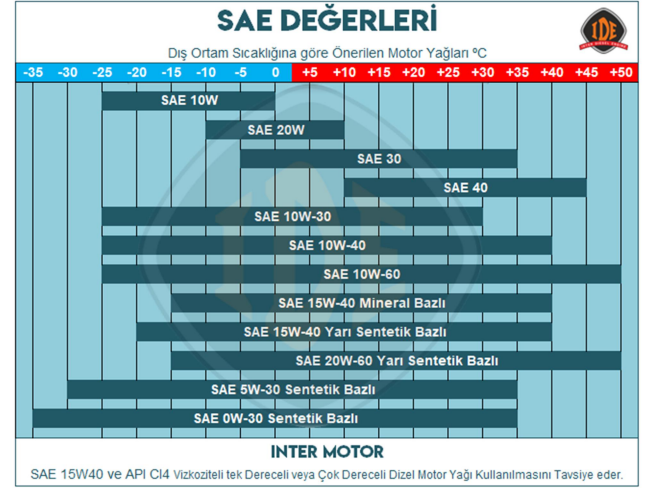 SAE DEĞERLERİ
Dış Ortam Sıcaklığına göre Önerilen Motor Yağları ºC
IDE
-35 -30 -25 -20 -15 -10 -5 0 +5 +10 +15 +20 +25 +30 +35 +40 +45 +50
SAE 10W
SAE 20W
SAE 30
SAE 40
SAE 10W-30
SAE 10W-40
SAE 10W-60
SAE 15W-40 Mineral Bazlı
SAE 15W-40 Yarı Sentetik Bazlı
SAE 20W-60 Yarı Sentetik Bazlı
SAE 5W-30 Sentetik Bazlı
SAE 0W-30 Sentetik Bazlı
IDE
INTER MOTOR
SAE 15W40 ve API CI4 Vizkoziteli tek Dereceli veya Çok Dereceli Dizel Motor Yağı Kullanılmasını Tavsiye eder.